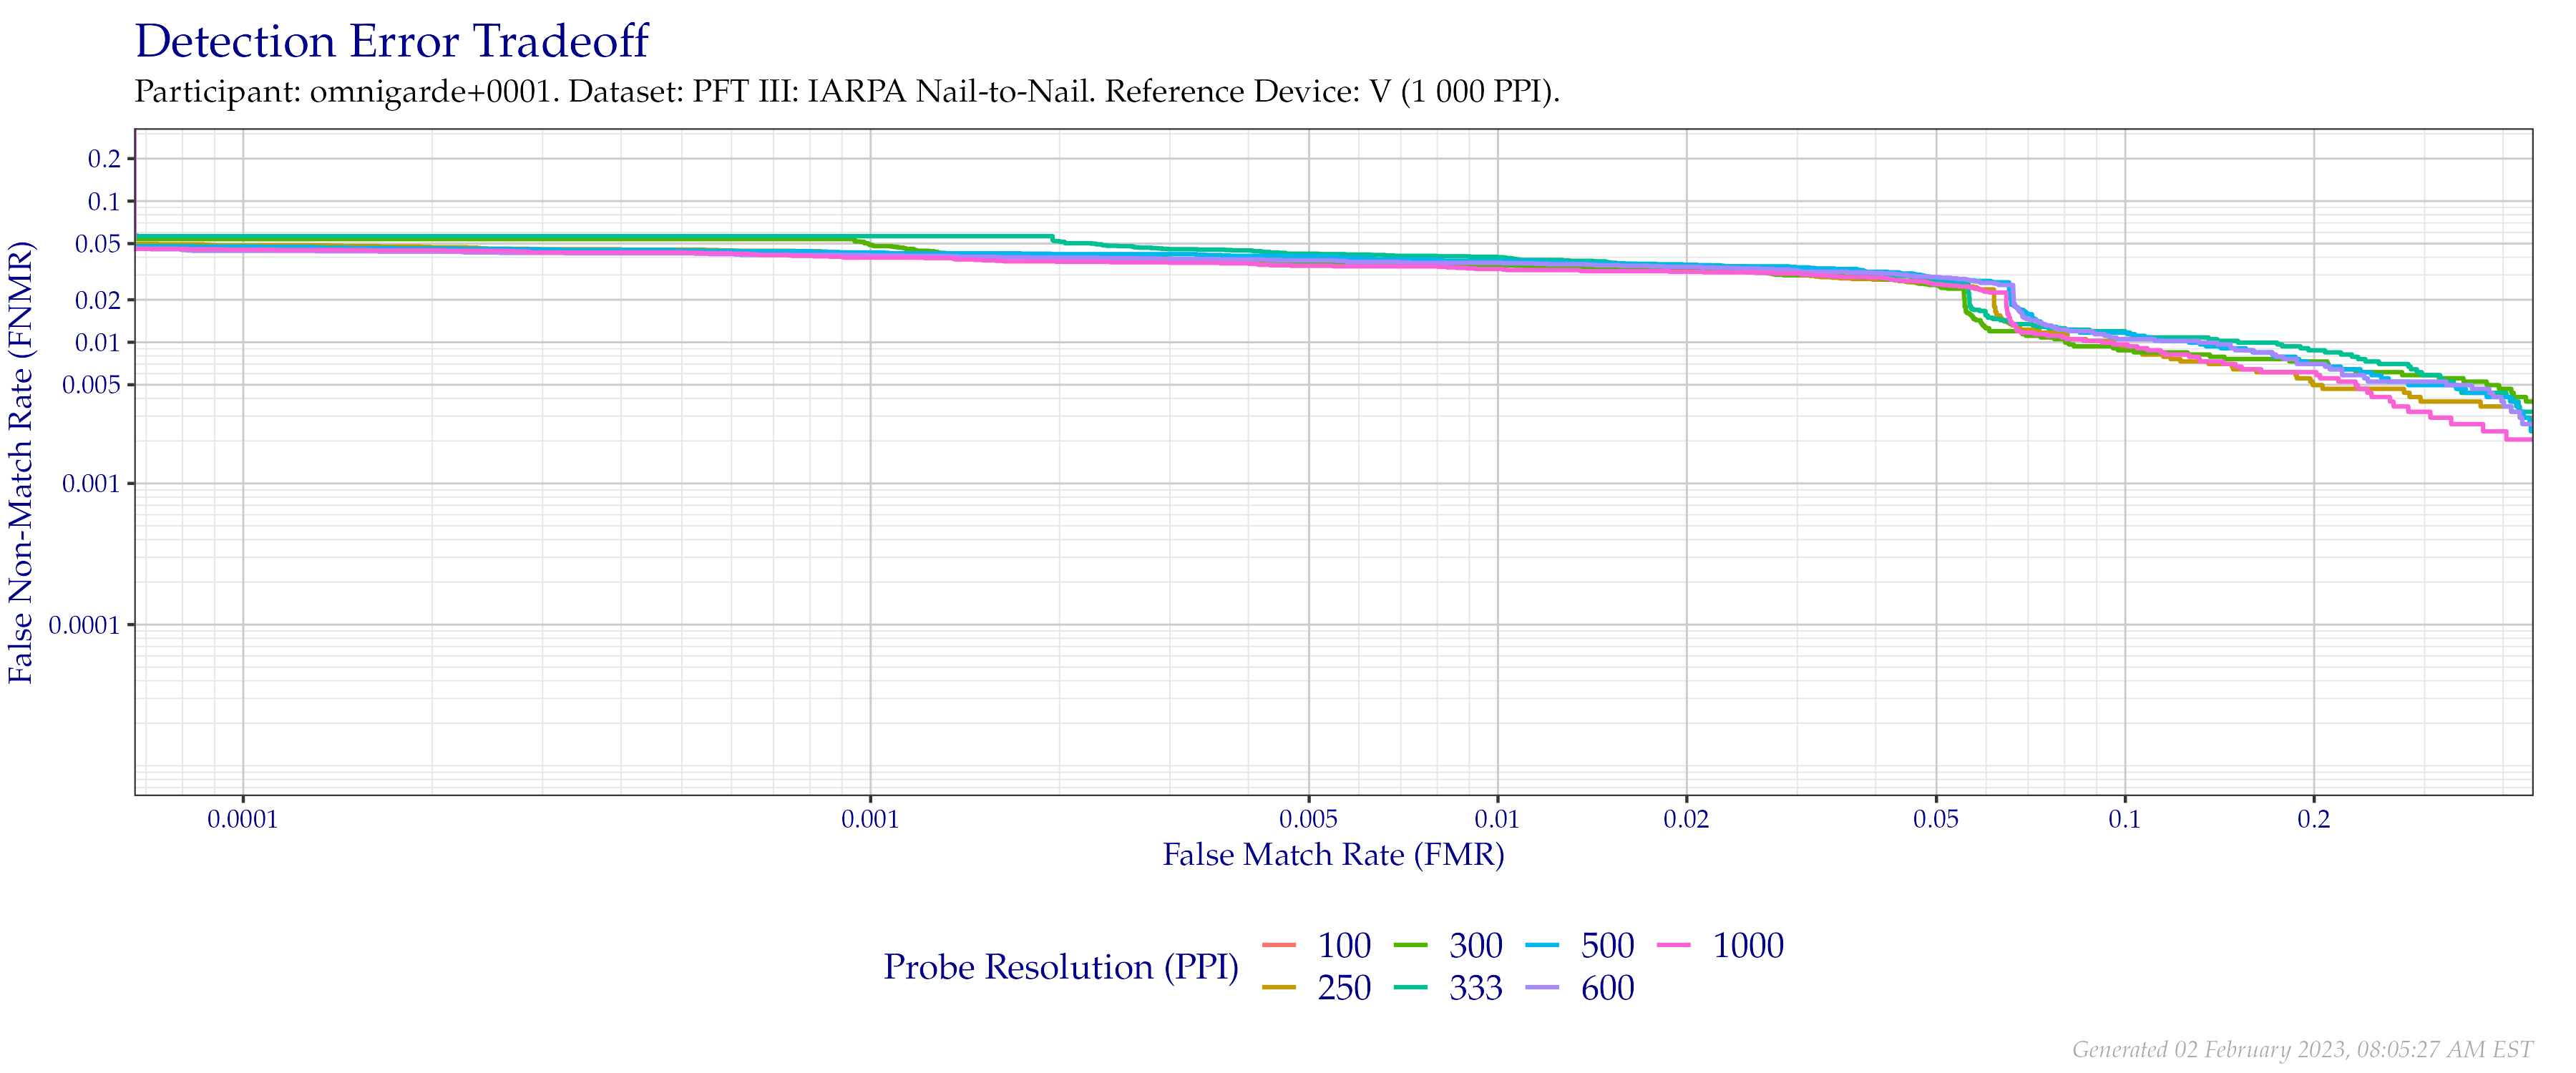 Detection Error Tradeoff
Participant: omnigarde+0001. Dataset: PFT III: IARPA Nail-to-Nail. Reference Device: V (1 000 PPI).
False Non-Match Rate (FNMR)
0.2
0.1
0.05
0.02
0.01
0.005
0.001
0.0001
0.0001 0.001 0.005 0.01 0.02 0.05 0.1 0.2
False Match Rate (FMR)
Probe Resolution (PPI)
100 300 500 1000
250 333 600
Generated 02 February 2023, 08:05:27 AM EST